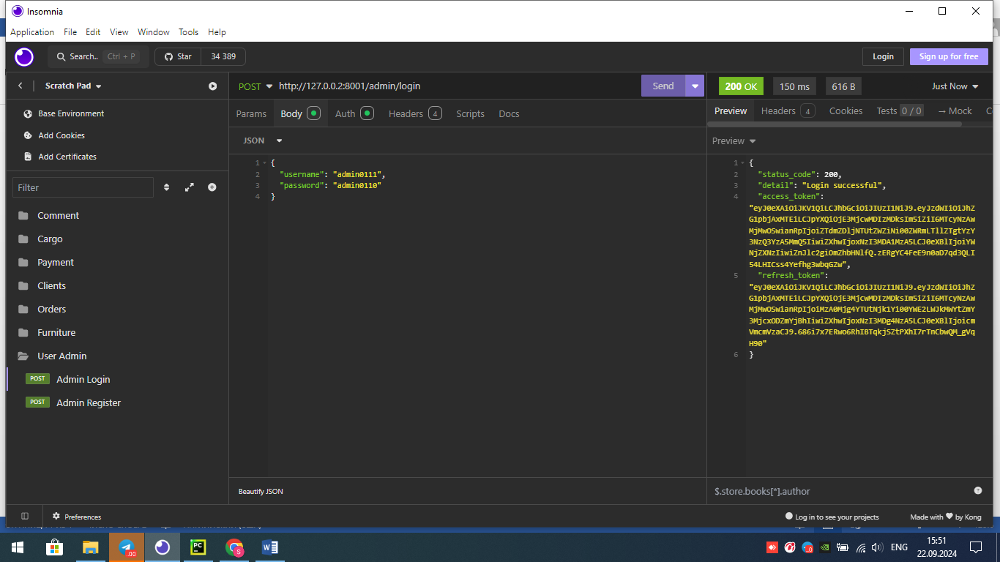 Insomnia
Application File Edit View Window Tools Help
Search.. Ctrl + P Star 34 389 Login Sign up for free
Scratch Pad
Base Environment
Add Cookies
Add Certificates
Filter
Comment
Cargo
Payment
Clients
Orders
Furniture
User Admin
POST Admin Login
POST Admin Register
POST http://127.0.0.2:8001/admin/login Send
Params Body Auth Headers 4 Scripts Docs
JSON
1 {
2 "username": "admin0111",
3 "password": "admin0110"
4 }
Beautify JSON
200 OK 150 ms 616 B Just Now
Preview Headers 4 Cookies Tests 0 / 0 → Mock C
Preview
1 {
2 "status_code": 200,
3 "detail": "Login successful",
4 "access_token":
"eyJ0eXAiOiJKV1QiLCJhbGciOiJIUzI1NiJ9.eyJzdWIiOiJhZ
G1pbjAxMTEiLCJpYXQiOjE3MjcwMDIzMDksIm5iZiI6MTcyNzAw
MjMwOSwianRpIjoiZTdmZDljNTUtZWZiNi00ZWRmLTllZTgtYzY
3NzQ3YzA5MmQ5IiwiZXhwIjoxNzI3MDA1MzA5LCJ0eXBlIjoiYW
NjZXNzIiwiZnJlc2giOmZhbHNlfQ.zERgYC4FeE9n0aD7qd3QLI
54LHICss4Yefhg3wbqGZw",
5 "refresh_token":
"eyJ0eXAiOiJKV1QiLCJhbGciOiJIUzI1NiJ9.eyJzdWIiOiJhZ
G1pbjAxMTEiLCJpYXQiOjE3MjcwMDIzMDksIm5iZiI6MTcyNzAw
MjMwOSwianRpIjoiMzA0Mjg4YTUtNjk1Yi00YWE2LWJkMWYtZmY
3MjcxODZmYjBhIiwiZXhwIjoxNzI3MDg4NzA5LCJ0eXBlIjoicm
VmcmVzaCJ9.686i7x7ERwo6RhIBTqkjSZtPXhI7rTnCbwQM_gVq
H90"
6 }
$.store.books[*].author
Preferences
Log in to see your projects Made with ❤ by Kong
ENG 15:51
22.09.2024